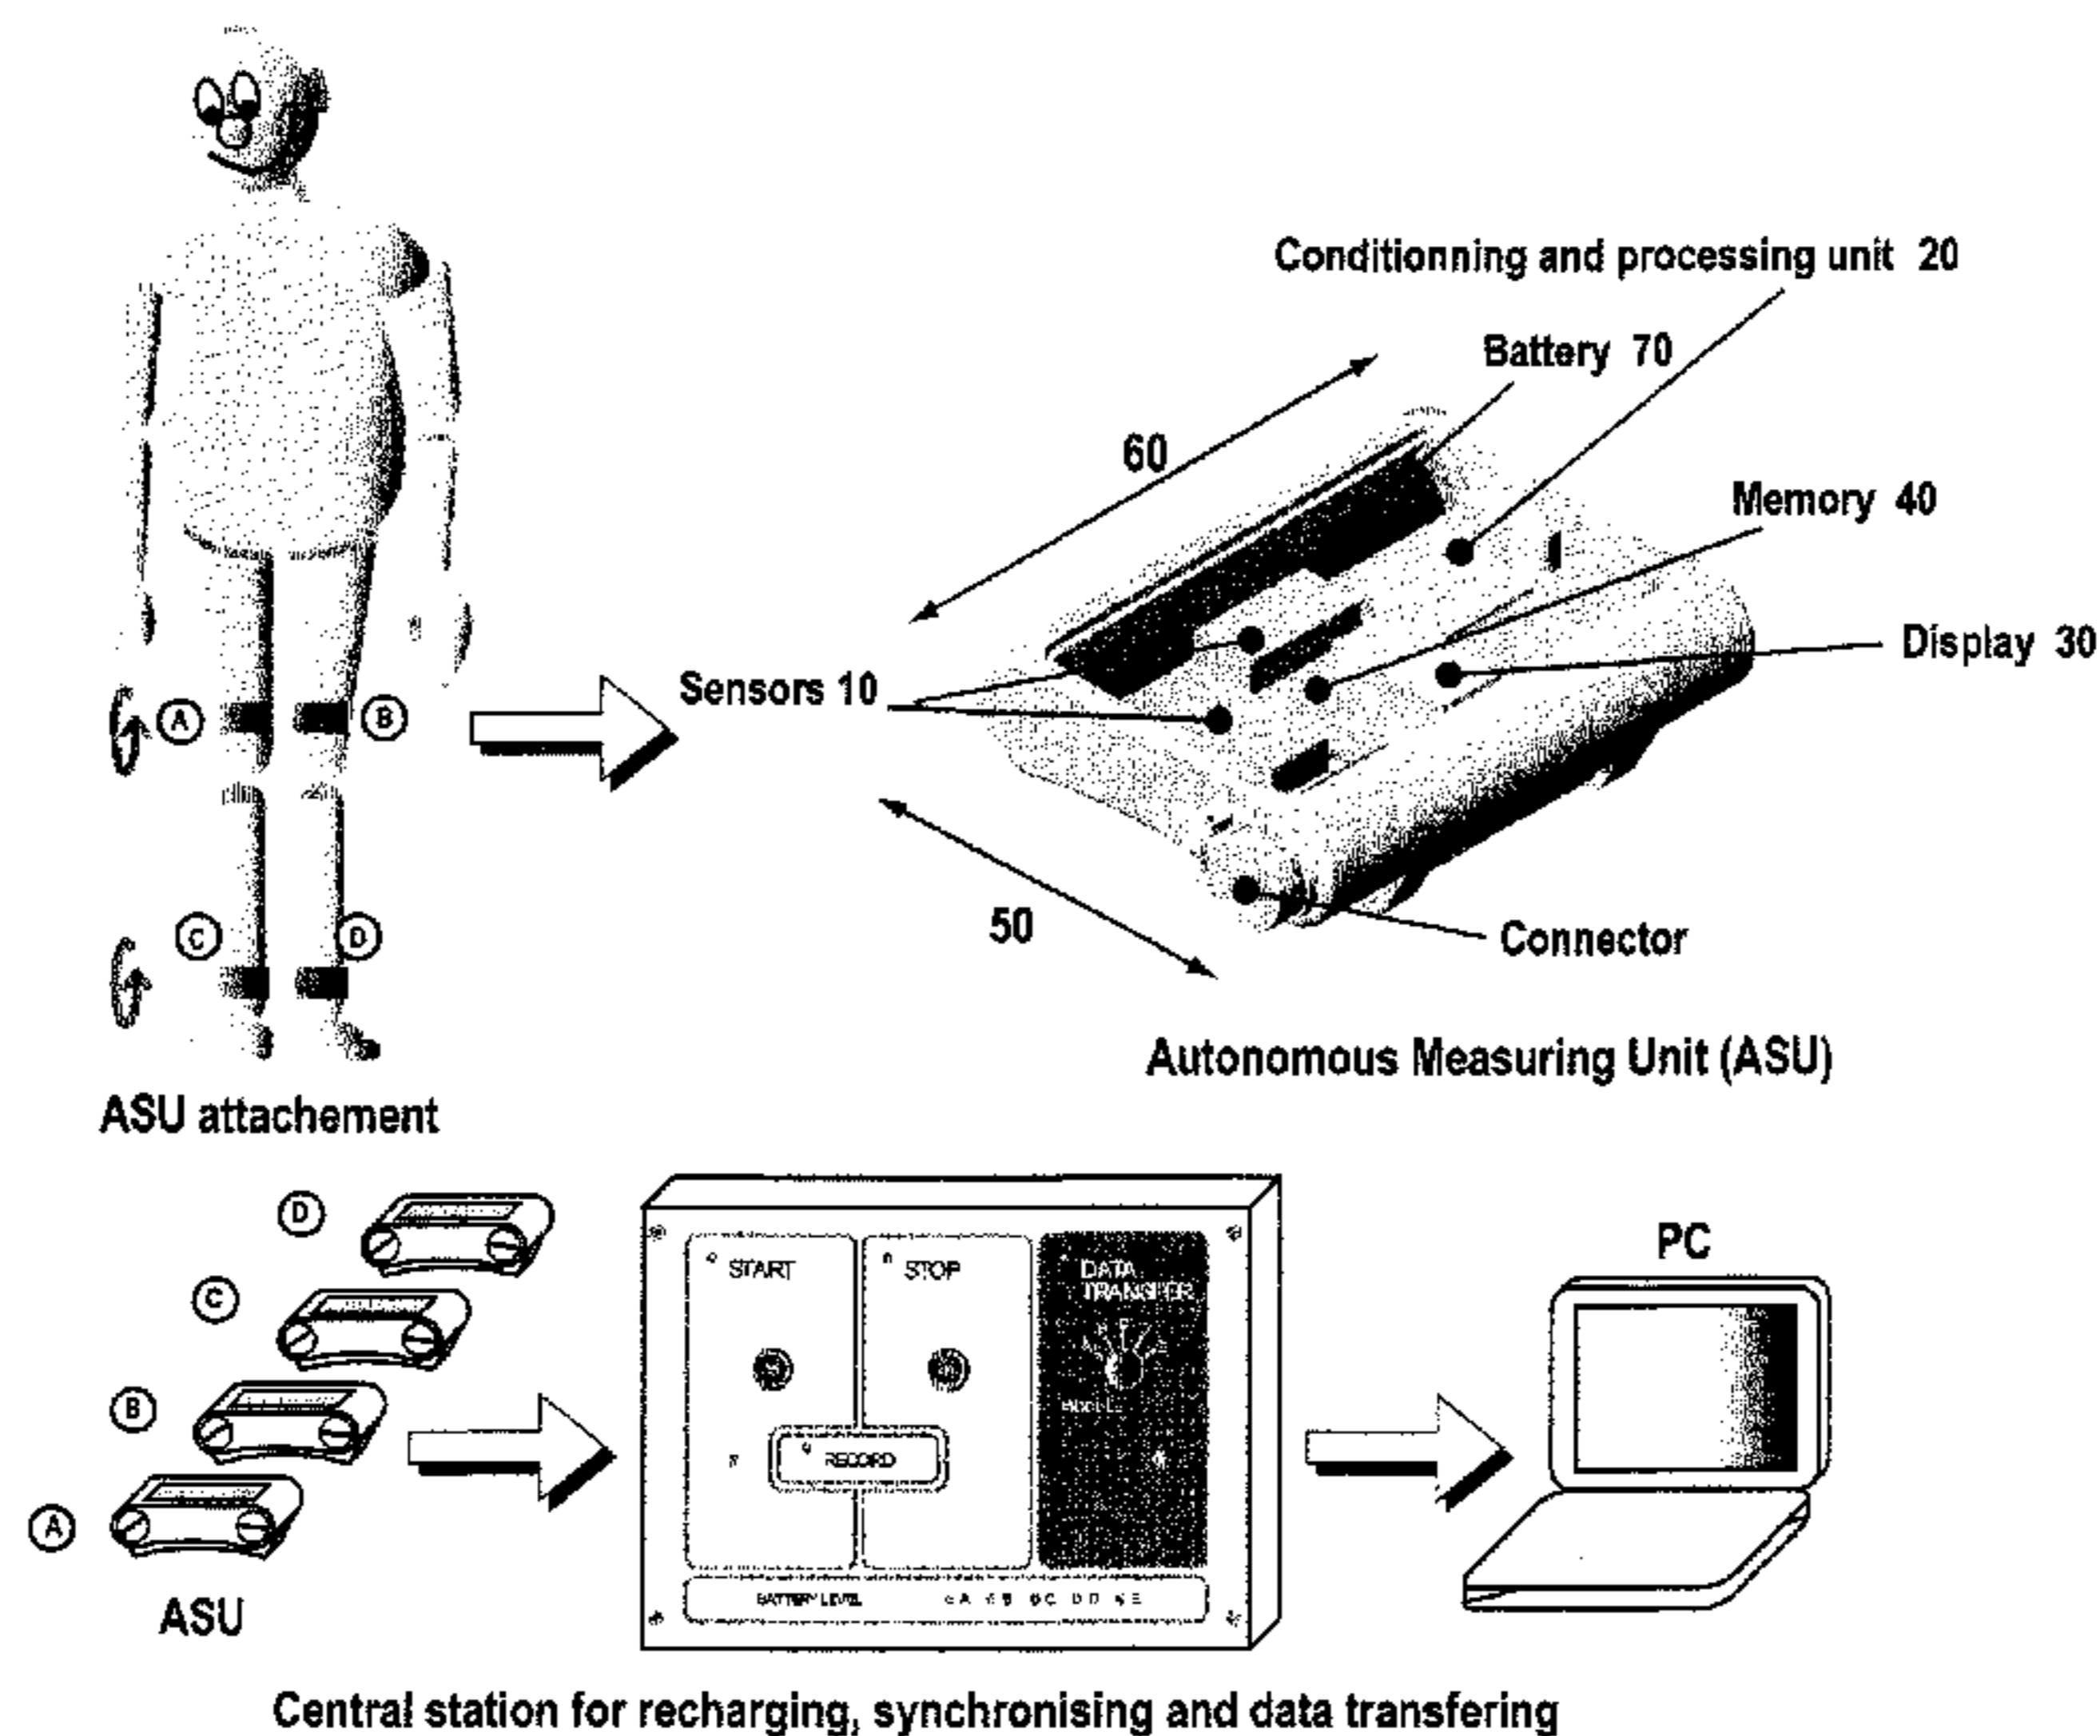 Conditionning and processing unit 20
Battery 70
60
Memory 40
Display 30
Sensors 10
A
B
C
D
50
Connector
Autonomous Measuring Unit (ASU)
ASU attachement
D
C
B
A
ASU
START
STOP
DATA
TRANSFER
RECORD
BATTERY LEVEL
PC
Central station for recharging, synchronising and data transfering